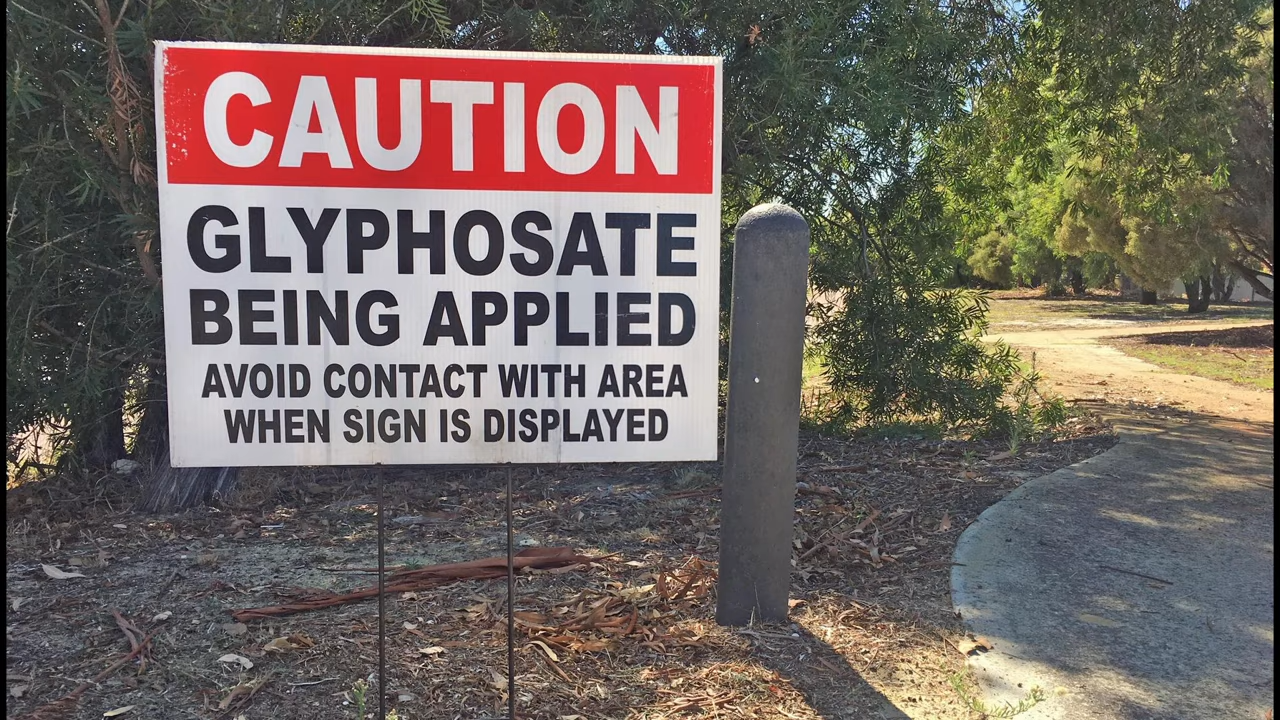 CAUTION
GLYPHOSATE
BEING APPLIED
AVOID CONTACT WITH AREA
WHEN SIGN IS DISPLAYED